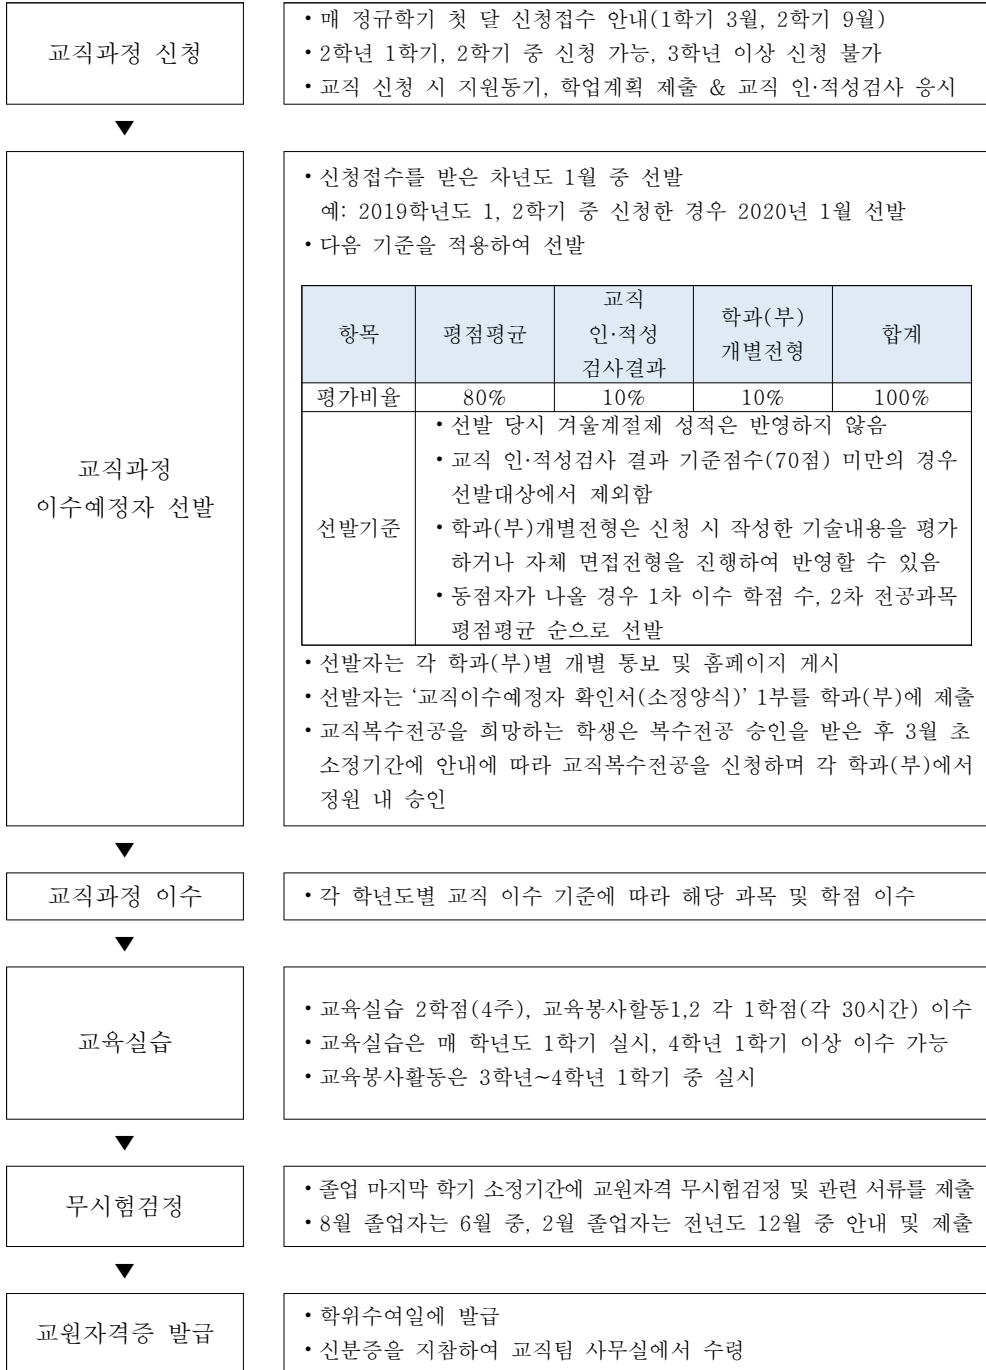 교직과정 신청
• 매 정규학기 첫 달 신청접수 안내(1학기 3월, 2학기 9월)
• 2학년 1학기, 2학기 중 신청 가능, 3학년 이상 신청 불가
• 교직 신청 시 지원동기, 학업계획 제출 & 교직 인·적성검사 응시
▼
교직과정
이수예정자 선발
• 신청접수를 받은 차년도 1월 중 선발
예: 2019학년도 1, 2학기 중 신청한 경우 2020년 1월 선발
• 다음 기준을 적용하여 선발
항목 평점평균 교직 인·적성 검사결과 학과(부) 개별전형 합계
평가비율 80% 10% 10% 100%
선발기준
• 선발 당시 겨울계절제 성적은 반영하지 않음
• 교직 인·적성검사 결과 기준점수(70점) 미만의 경우
선발대상에서 제외함
• 학과(부)개별전형은 신청 시 작성한 기술내용을 평가
하거나 자체 면접전형을 진행하여 반영할 수 있음
• 동점자가 나올 경우 1차 이수 학점 수, 2차 전공과목
평점평균 순으로 선발
• 선발자는 각 학과(부)별 개별 통보 및 홈페이지 게시
• 선발자는 ‘교직이수예정자 확인서(소정양식)’ 1부를 학과(부)에 제출
• 교직복수전공을 희망하는 학생은 복수전공 승인을 받은 후 3월 초
소정기간에 안내에 따라 교직복수전공을 신청하며 각 학과(부)에서
정원 내 승인
▼
교직과정 이수
• 각 학년도별 교직 이수 기준에 따라 해당 과목 및 학점 이수
▼
교육실습
• 교육실습 2학점(4주), 교육봉사활동1,2 각 1학점(각 30시간) 이수
• 교육실습은 매 학년도 1학기 실시, 4학년 1학기 이상 이수 가능
• 교육봉사활동은 3학년~4학년 1학기 중 실시
▼
무시험검정
• 졸업 마지막 학기 소정기간에 교원자격 무시험검정 및 관련 서류를 제출
• 8월 졸업자는 6월 중, 2월 졸업자는 전년도 12월 중 안내 및 제출
▼
교원자격증 발급
• 학위수여일에 발급
• 신분증을 지참하여 교직팀 사무실에서 수령